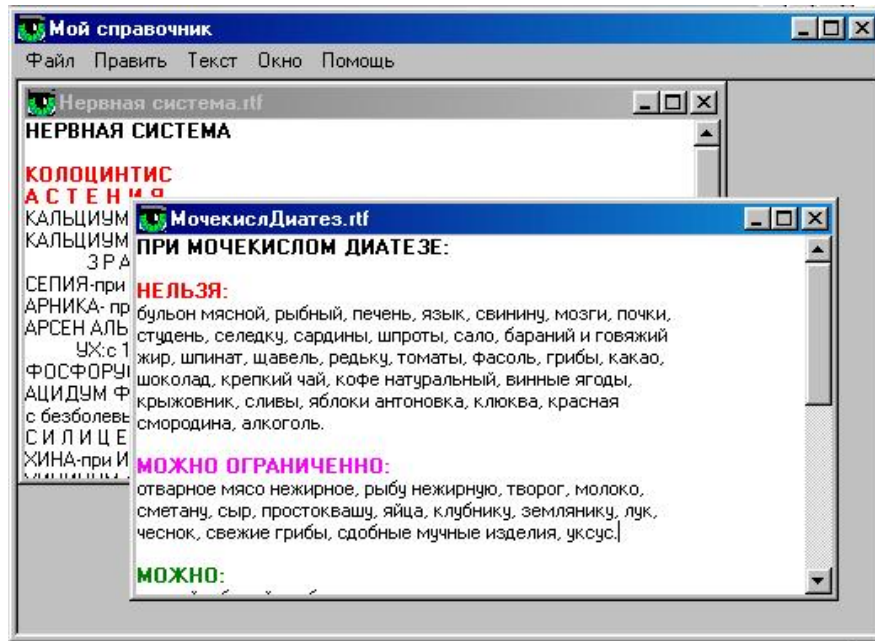 Мой справочник
Файл Править Текст Окно Помощь
Нервная система.rtf
НЕРВНАЯ СИСТЕМА
КОЛОЦИНТИС
А С Т Е Н И Я
КАЛЬЦИУМ
КАЛЬЦИУМ
СЕПИЯ-при
АРНИКА- пр
АРСЕН АЛЬ
УХ:с 1
ФОСФОРУ
АЦИДУМ Ф
с безболевы
С И Л И Ц Е
ХИНА-при И
МочекислДиатез.rtf
ПРИ МОЧЕКИСЛОМ ДИАТЕЗЕ:
НЕЛЬЗЯ:
бульон мясной, рыбный, печень, язык, свинину, мозги, почки,
студень, селедку, сардины, шпроты, сало, бараний и говяжий
жир, шпинат, щавель, редьку, томаты, фасоль, грибы, какао,
шоколад, крепкий чай, кофе натуральный, винные ягоды,
крыжовник, сливы, яблоки антоновка, клюква, красная
смородина, алкоголь.
МОЖНО ОГРАНИЧЕННО:
отварное мясо нежирное, рыбу нежирную, творог, молоко,
сметану, сыр, простоквашу, яйца, клубнику, землянику, лук,
чеснок, свежие грибы, сдобные мучные изделия, уксус.
МОЖНО: